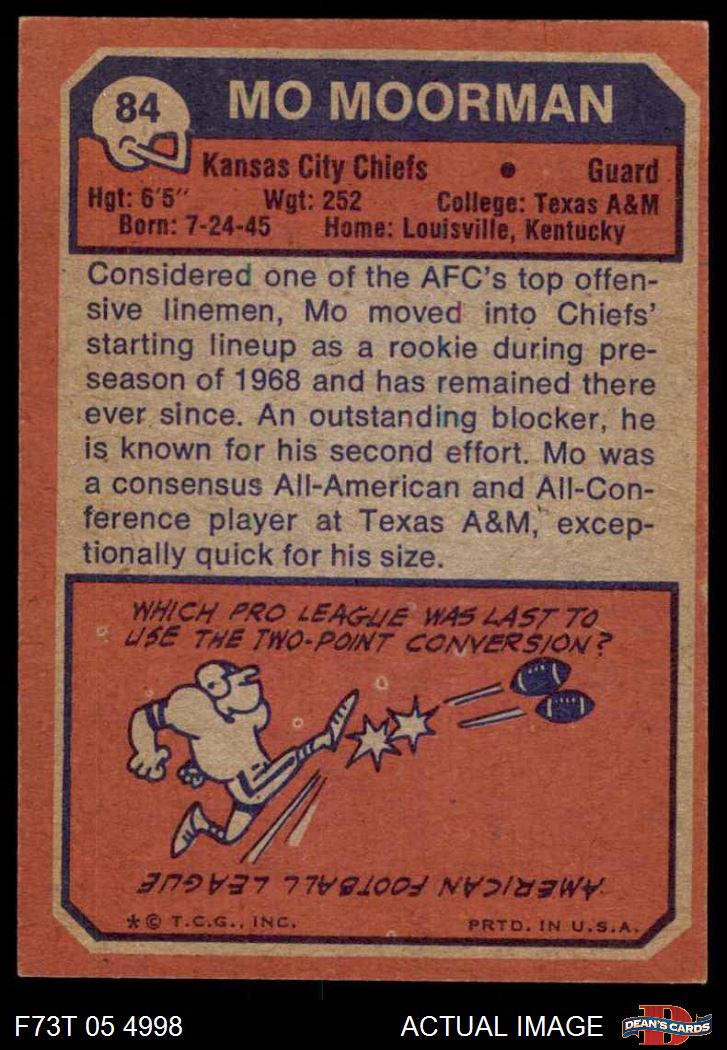 84
MO MOORMAN
Kansas City Chiefs • Guard
Hgt: 6'5" Wgt: 252 College: Texas A&M
Born: 7-24-45 Home: Louisville, Kentucky
Considered one of the AFC's top offen-
sive linemen, Mo moved into Chiefs'
starting lineup as a rookie during pre-
season of 1968 and has remained there
ever since. An outstanding blocker, he
is known for his second effort. Mo was
a consensus All-American and All-Con-
ference player at Texas A&M, excep-
tionally quick for his size.
WHICH PRO LEAGUE WAS LAST TO
USE THE TWO-POINT CONVERSION?
AMERICAN FOOTBALL LEAGUE
* © T.C.G., INC. PRTD. IN U.S.A.
F73T 05 4998 ACTUAL IMAGE
D
DEAN'S CARDS